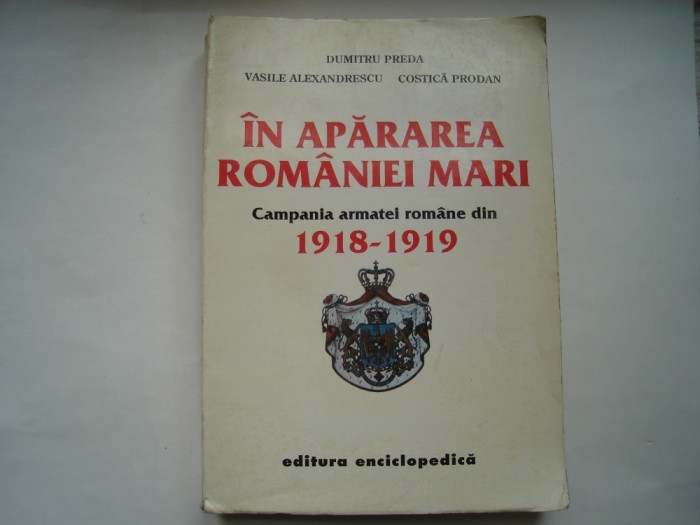 DUMITRU PREDA
VASILE ALEXANDRESCU COSTICĂ PRODAN
ÎN APĂRAREA
ROMÂNIEI MARI
Campania armatei române din
1918-1919
editura enciclopedică